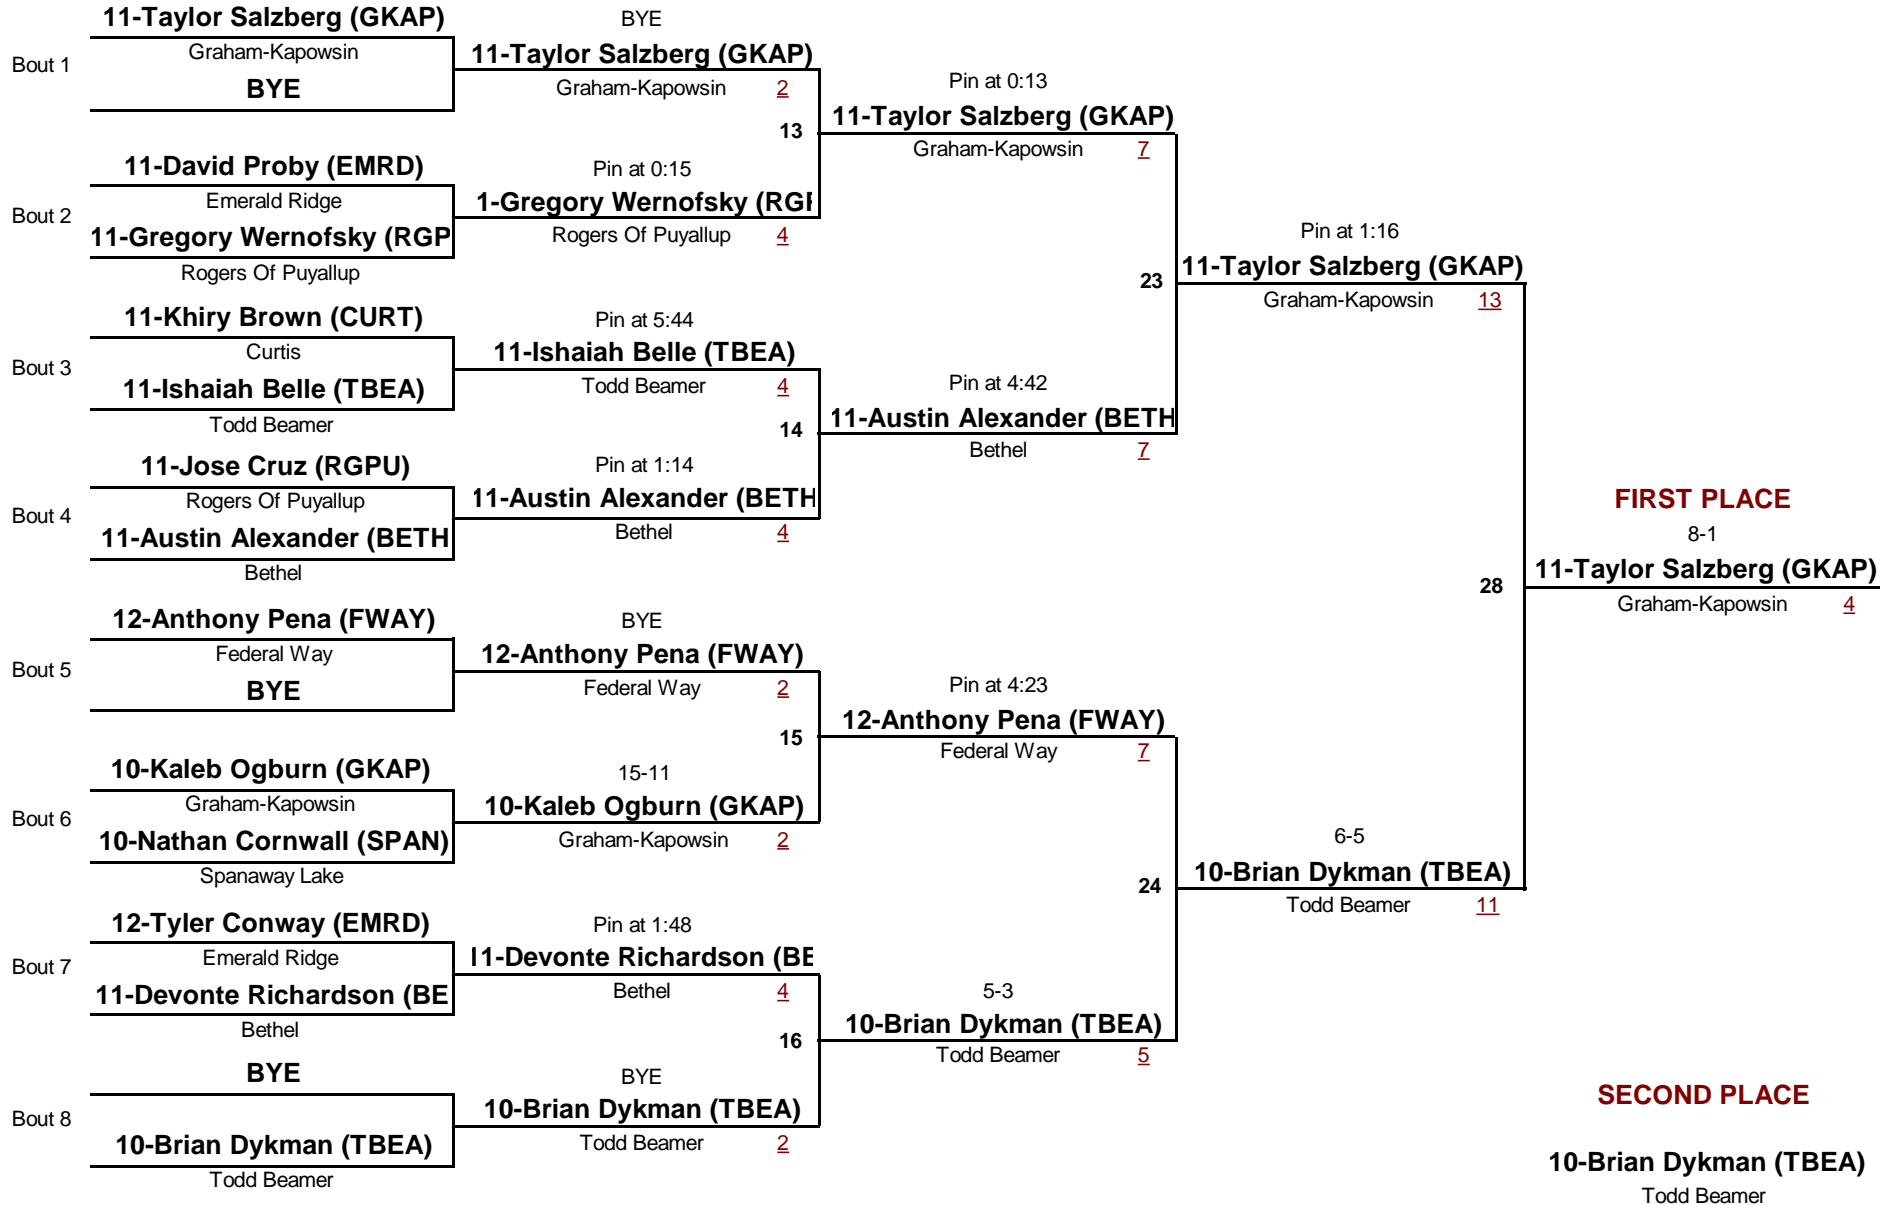 11-Taylor Salzberg (GKAP)
Bout 1
Graham-Kapowsin
BYE
11-David Proby (EMRD)
Bout 2
Emerald Ridge
11-Gregory Wernofsky (RGP
Rogers Of Puyallup
11-Khiry Brown (CURT)
Bout 3
Curtis
11-Ishaiah Belle (TBEA)
Todd Beamer
11-Jose Cruz (RGPU)
Bout 4
Rogers Of Puyallup
11-Austin Alexander (BETH
Bethel
12-Anthony Pena (FWAY)
Bout 5
Federal Way
BYE
10-Kaleb Ogburn (GKAP)
Bout 6
Graham-Kapowsin
10-Nathan Cornwall (SPAN)
Spanaway Lake
12-Tyler Conway (EMRD)
Bout 7
Emerald Ridge
11-Devonte Richardson (BE
Bethel
BYE
Bout 8
10-Brian Dykman (TBEA)
Todd Beamer
BYE
11-Taylor Salzberg (GKAP)
Graham-Kapowsin 2
13
Pin at 0:15
1-Gregory Wernofsky (RGP
Rogers Of Puyallup 4
Pin at 5:44
11-Ishaiah Belle (TBEA)
Todd Beamer 4
14
Pin at 1:14
11-Austin Alexander (BETH
Bethel 4
BYE
12-Anthony Pena (FWAY)
Federal Way 2
15
15-11
10-Kaleb Ogburn (GKAP)
Graham-Kapowsin 2
Pin at 1:48
11-Devonte Richardson (BE
Bethel 4
16
BYE
10-Brian Dykman (TBEA)
Todd Beamer 2
Pin at 0:13
11-Taylor Salzberg (GKAP)
Graham-Kapowsin 7
23
Pin at 4:42
11-Austin Alexander (BETH
Bethel 7
Pin at 4:23
12-Anthony Pena (FWAY)
Federal Way 7
24
5-3
10-Brian Dykman (TBEA)
Todd Beamer 5
Pin at 1:16
11-Taylor Salzberg (GKAP)
Graham-Kapowsin 13
28
6-5
10-Brian Dykman (TBEA)
Todd Beamer 11
FIRST PLACE
8-1
11-Taylor Salzberg (GKAP)
Graham-Kapowsin 4
SECOND PLACE
10-Brian Dykman (TBEA)
Todd Beamer